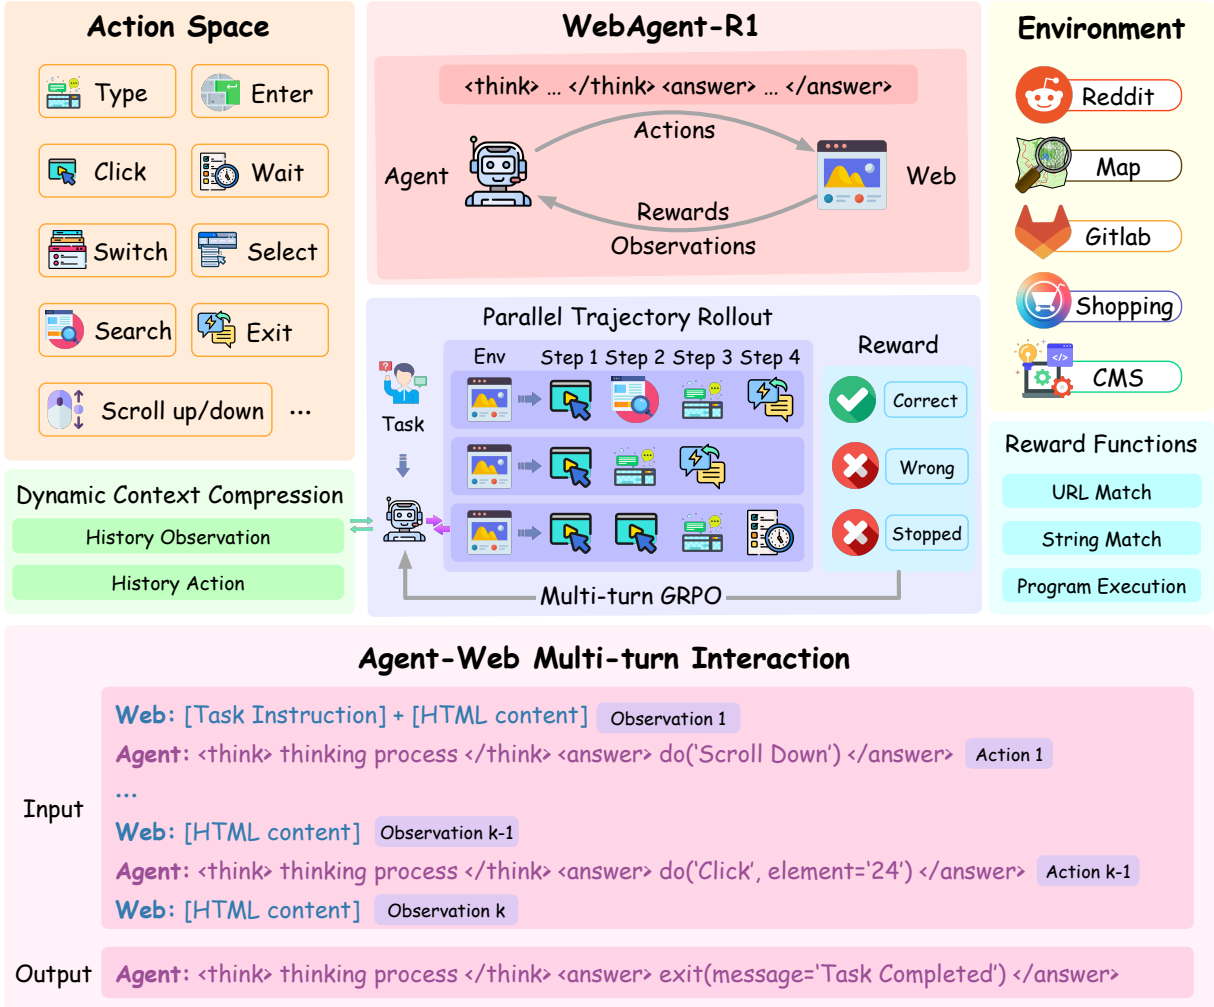 Action Space
Type
Enter
Click
Wait
Switch
Select
Search
Exit
Scroll up/down ...
Dynamic Context Compression
History Observation
History Action
WebAgent-R1
<think> ... </think> <answer> ... </answer>
Actions
Agent
Web
Rewards
Observations
Parallel Trajectory Rollout
Env Step 1 Step 2 Step 3 Step 4
Reward
Task
Correct
Wrong
Stopped
Multi-turn GRPO
Environment
Reddit
Map
Gitlab
Shopping
CMS
Reward Functions
URL Match
String Match
Program Execution
Agent-Web Multi-turn Interaction
Input
Web: [Task Instruction] + [HTML content] Observation 1
Agent: <think> thinking process </think> <answer> do(‘Scroll Down’) </answer> Action 1
...
Web: [HTML content] Observation k-1
Agent: <think> thinking process </think> <answer> do(‘Click’, element=‘24’) </answer> Action k-1
Web: [HTML content] Observation k
Output
Agent: <think> thinking process </think> <answer> exit(message=‘Task Completed’) </answer>